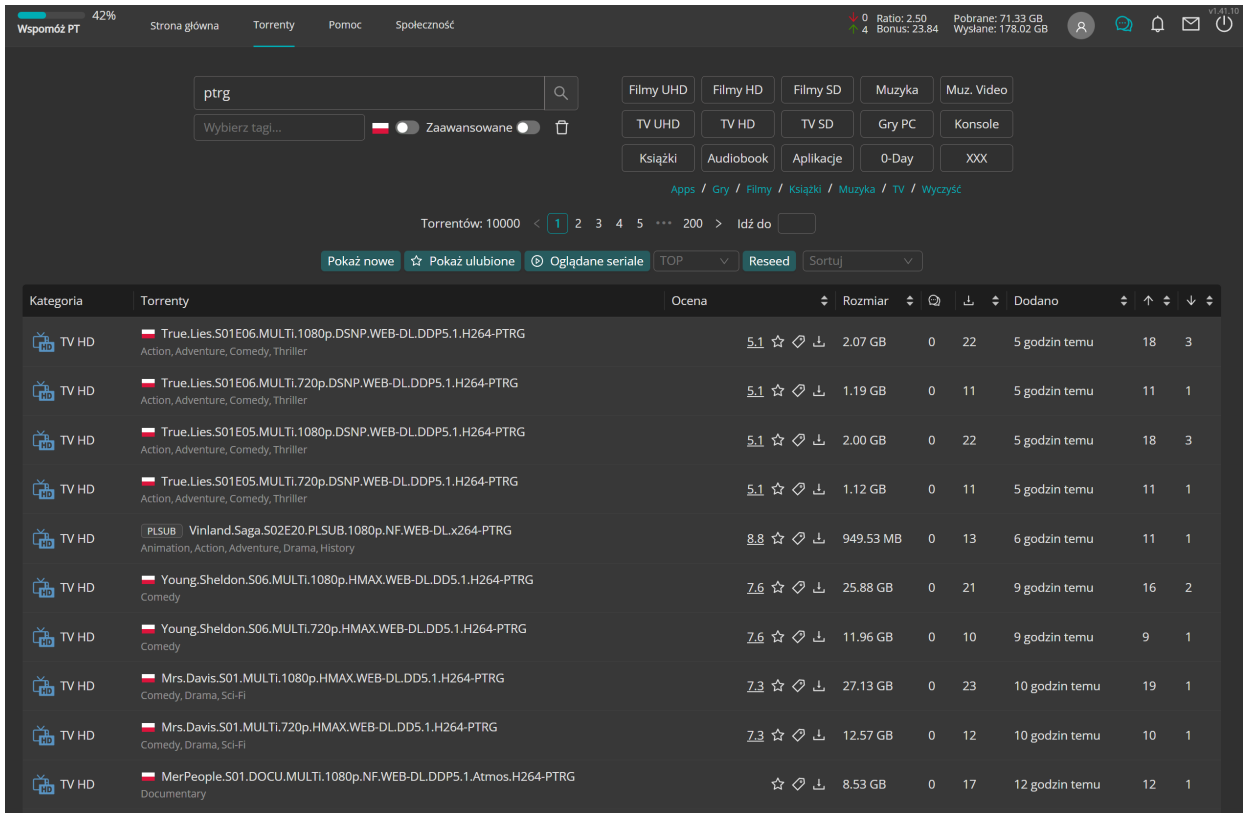 42%
Wspomóż PT
Strona główna Torrenty Pomoc Społeczność
0 Ratio: 2.50 Pobrane: 71.33 GB
4 Bonus: 23.84 Wysłane: 178.02 GB
v1.41.10
ptrg
Wybierz tagi...
Zaawansowane
Filmy UHD Filmy HD Filmy SD Muzyka Muz. Video
TV UHD TV HD TV SD Gry PC Konsole
Książki Audiobook Aplikacje 0-Day XXX
Apps / Gry / Filmy / Książki / Muzyka / TV / Wyczyść
Torrentów: 10000 < 1 2 3 4 5 ••• 200 > Idź do
Pokaż nowe Pokaż ulubione Oglądane seriale TOP Reseed Sortuj
Kategoria Torrenty Ocena Rozmiar Dodano
TV HD True.Lies.S01E06.MULTi.1080p.DSNP.WEB-DL.DDP5.1.H264-PTRG 5.1 2.07 GB 0 22 5 godzin temu 18 3
Action, Adventure, Comedy, Thriller
TV HD True.Lies.S01E06.MULTi.720p.DSNP.WEB-DL.DDP5.1.H264-PTRG 5.1 1.19 GB 0 11 5 godzin temu 11 1
Action, Adventure, Comedy, Thriller
TV HD True.Lies.S01E05.MULTi.1080p.DSNP.WEB-DL.DDP5.1.H264-PTRG 5.1 2.00 GB 0 22 5 godzin temu 18 3
Action, Adventure, Comedy, Thriller
TV HD True.Lies.S01E05.MULTi.720p.DSNP.WEB-DL.DDP5.1.H264-PTRG 5.1 1.12 GB 0 11 5 godzin temu 11 1
Action, Adventure, Comedy, Thriller
TV HD PLSUB Vinland.Saga.S02E20.PLSUB.1080p.NF.WEB-DL.x264-PTRG 8.8 949.53 MB 0 13 6 godzin temu 11 1
Animation, Action, Adventure, Drama, History
TV HD Young.Sheldon.S06.MULTi.1080p.HMAX.WEB-DL.DD5.1.H264-PTRG 7.6 25.88 GB 0 21 9 godzin temu 16 2
Comedy
TV HD Young.Sheldon.S06.MULTi.720p.HMAX.WEB-DL.DD5.1.H264-PTRG 7.6 11.96 GB 0 10 9 godzin temu 9 1
Comedy
TV HD Mrs.Davis.S01.MULTi.1080p.HMAX.WEB-DL.DD5.1.H264-PTRG 7.3 27.13 GB 0 23 10 godzin temu 19 1
Comedy, Drama, Sci-Fi
TV HD Mrs.Davis.S01.MULTi.720p.HMAX.WEB-DL.DD5.1.H264-PTRG 7.3 12.57 GB 0 12 10 godzin temu 10 1
Comedy, Drama, Sci-Fi
TV HD MerPeople.S01.DOCU.MULTi.1080p.NF.WEB-DL.DDP5.1.Atmos.H264-PTRG 8.53 GB 0 17 12 godzin temu 12 1
Documentary